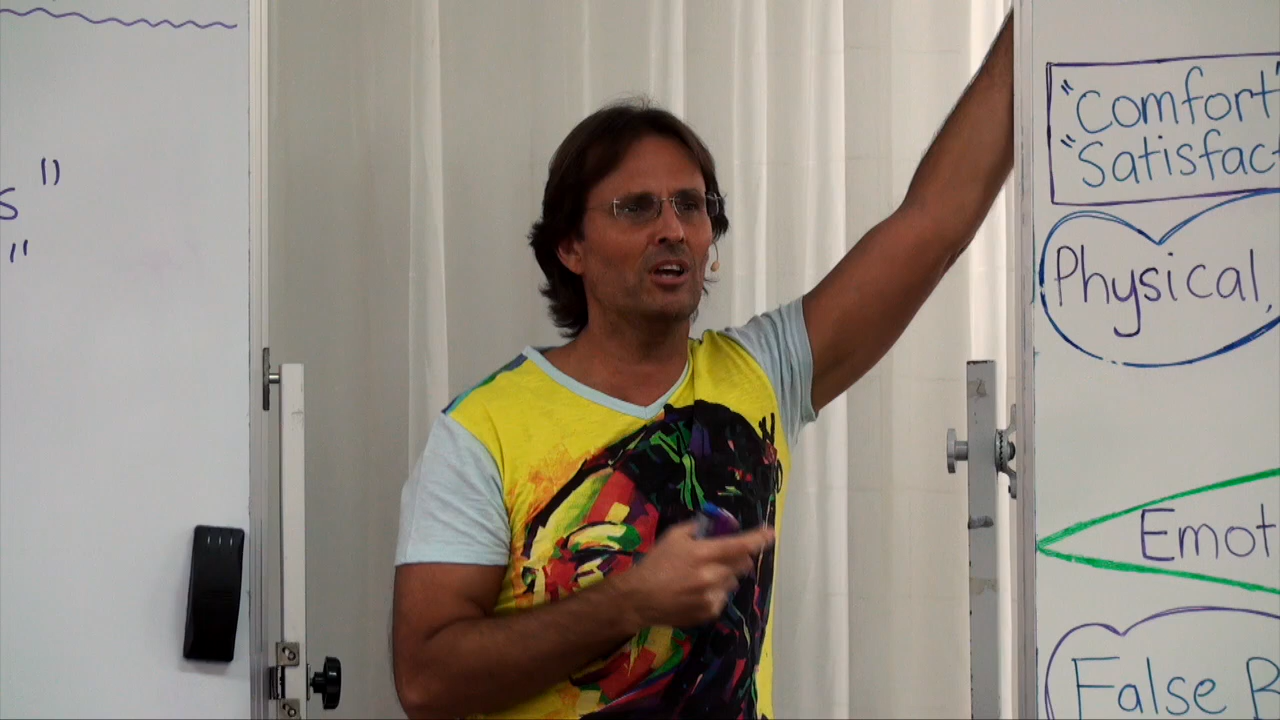 s"
"
"Comfort"
"Satisfact
Physical,
Emot
False B